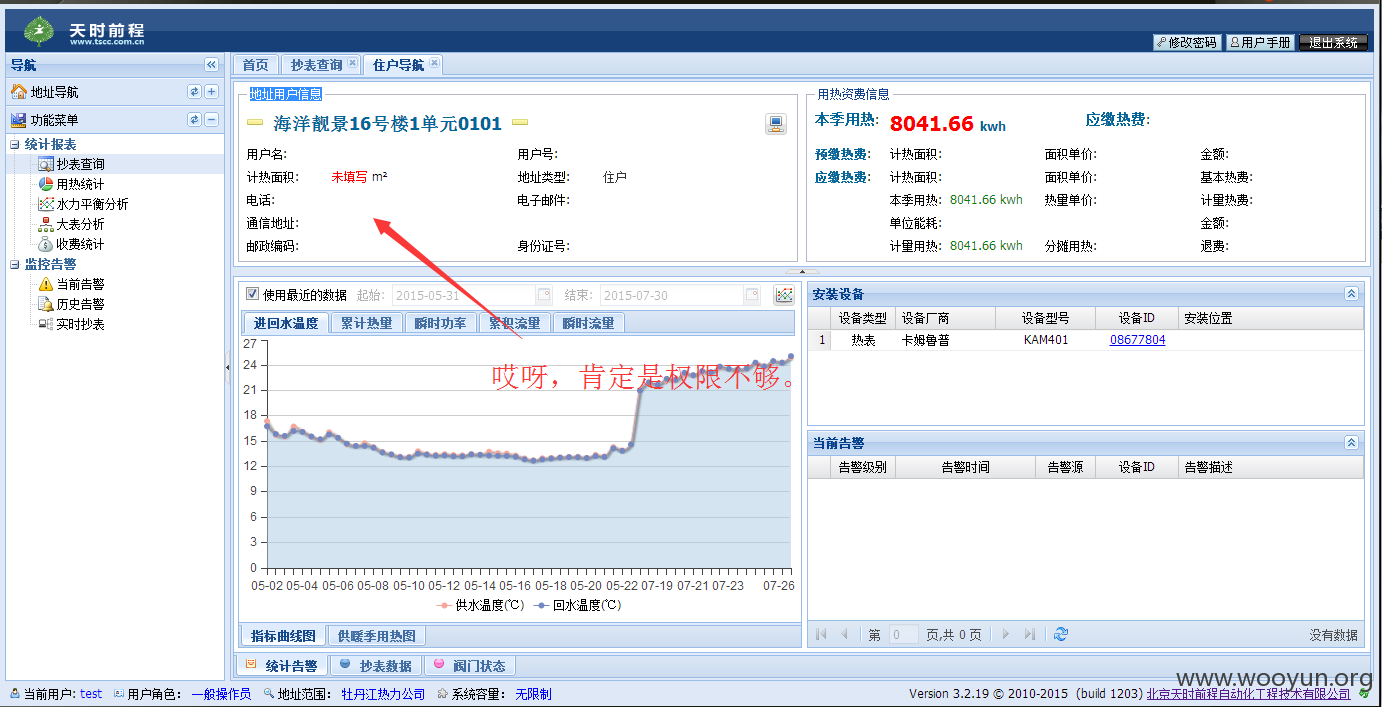 天时前程
www.tscc.com.cn
修改密码 用户手册 退出系统
导航
地址导航
功能菜单
统计报表
抄表查询
用热统计
水力平衡分析
大表分析
收费统计
监控告警
当前告警
历史告警
实时抄表
首页 抄表查询 住户导航
地址用户信息
海洋靓景16号楼1单元0101
用户名: 用户号:
计热面积: 未填写 m² 地址类型: 住户
电话: 电子邮件:
通信地址:
邮政编码: 身份证号:
用热资费信息
本季用热: 8041.66 kwh 应缴热费:
预缴热费: 计热面积: 面积单价: 金额:
应缴热费: 计热面积: 面积单价: 基本热费:
本季用热: 8041.66 kwh 热量单价: 计量热费:
单位能耗: 金额:
计量用热: 8041.66 kwh 分摊用热: 退费:
使用最近的数据 起始: 2015-05-31 结束: 2015-07-30
进回水温度 累计热量 瞬时功率 累积流量 瞬时流量
哎呀，肯定是权限不够。
27
24
21
18
15
12
9
6
3
0
05-02 05-04 05-06 05-08 05-10 05-12 05-14 05-16 05-18 05-20 05-22 07-19 07-21 07-23 07-26
供水温度(℃) 回水温度(℃)
指标曲线图 供暖季用热图
统计告警 抄表数据 阀门状态
安装设备
设备类型 设备厂商 设备型号 设备ID 安装位置
1 热表 卡姆鲁普 KAM401 08677804
当前告警
告警级别 告警时间 告警源 设备ID 告警描述
第 0 页,共 0 页 没有数据
www.wooyun.org
当前用户: test 用户角色: 一般操作员 地址范围: 牡丹江热力公司 系统容量: 无限制
Version 3.2.19 © 2010-2015 (build 1203) 北京天时前程自动化工程技术有限公司